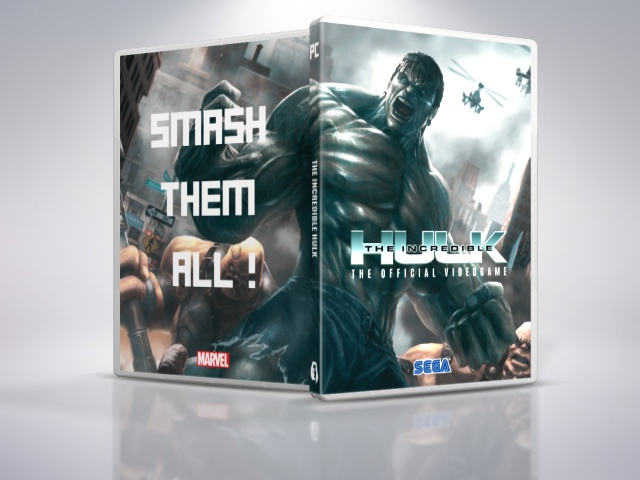 SMASH
THEM
ALL !
MARVEL
PC
THE INCREDIBLE HULK
HULK
THE INCREDIBLE
THE OFFICIAL VIDEOGAME
SEGA